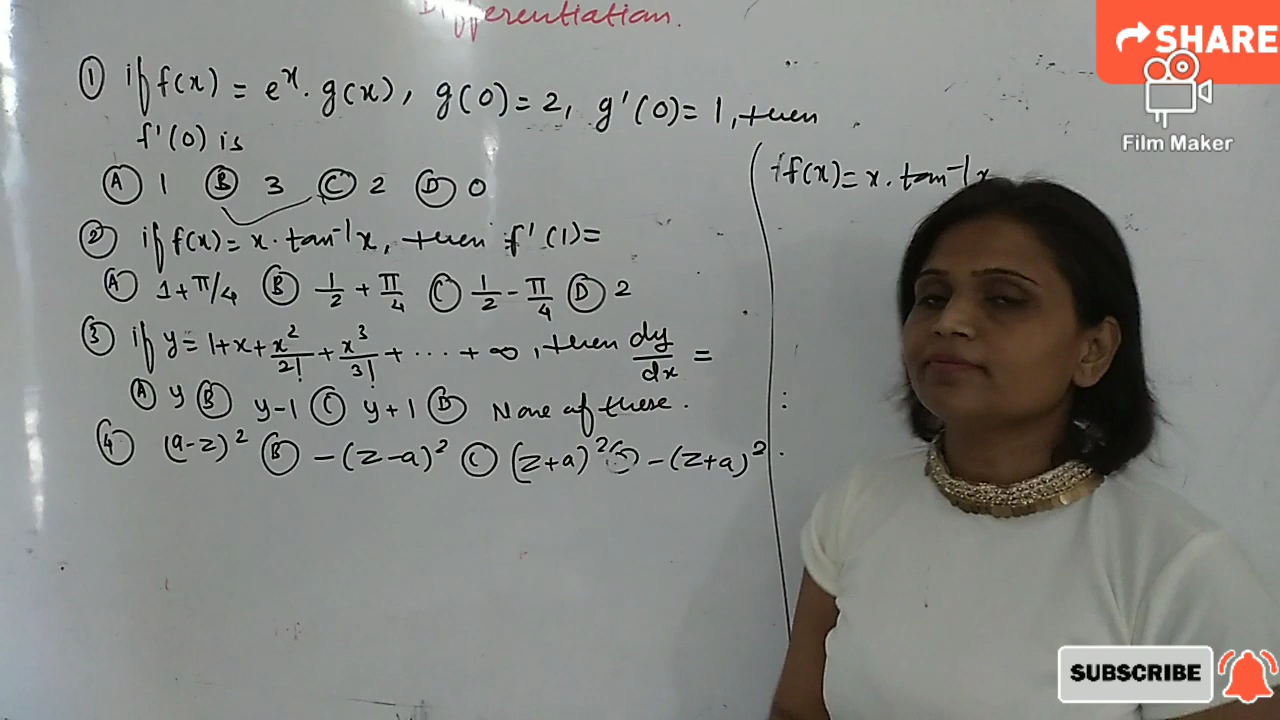 Differentiation.
① if f(x) = eˣ. g(x), g(0) = 2, g'(0) = 1, then
f'(0) is
Ⓐ 1 Ⓑ 3 Ⓒ 2 Ⓓ 0
② if f(x) = x. tan⁻¹x, then f'(1) =
Ⓐ 1+π/4 Ⓑ 1/2 + π/4 Ⓒ 1/2 - π/4 Ⓓ 2
③ if y = 1+x+x²/2! + x³/3! + ... + ∞, then dy/dx =
Ⓐ y Ⓑ y-1 Ⓒ y+1 Ⓓ None of these.
④ (a-z)² Ⓑ -(z-a)² Ⓒ (z+a)² Ⓓ -(z+a)²
f(x) = x. tan⁻¹x
SHARE
Film Maker
SUBSCRIBE